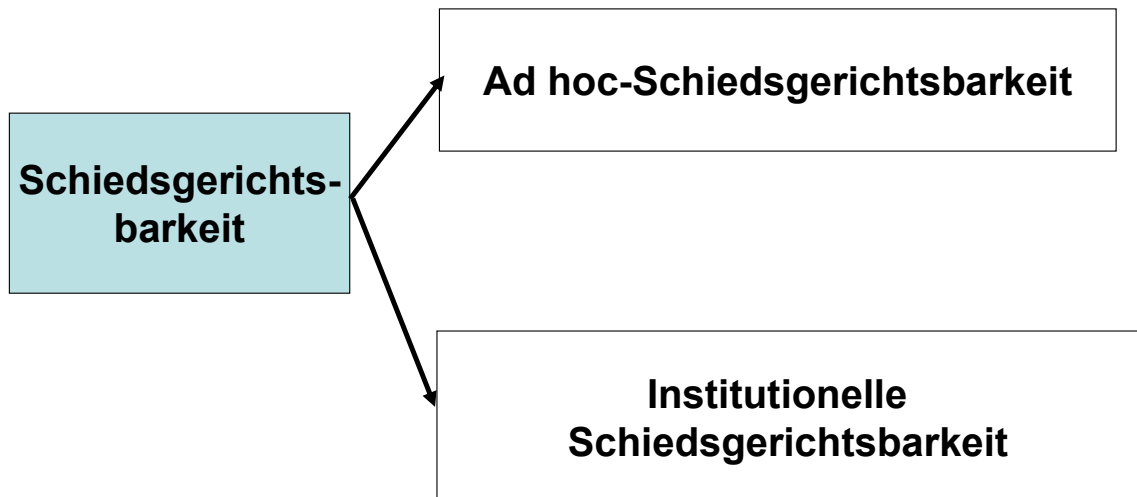 Ad hoc-Schiedsgerichtsbarkeit
Schiedsgerichts-
barkeit
Institutionelle
Schiedsgerichtsbarkeit